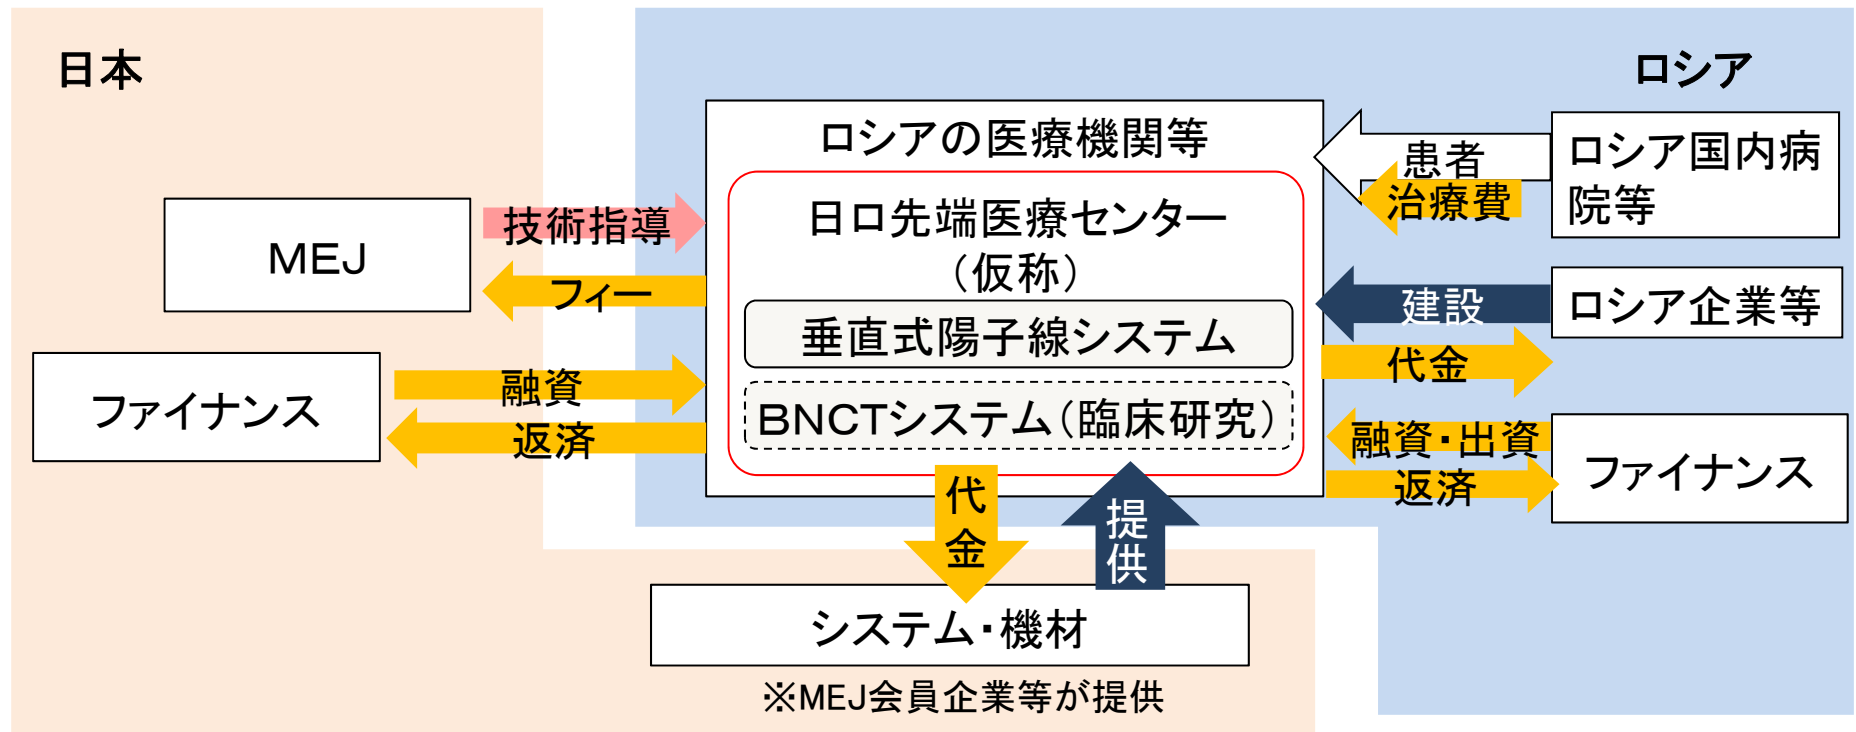 日本
ロシア
ロシアの医療機関等
日ロ先端医療センター
（仮称）
垂直式陽子線システム
BNCTシステム（臨床研究）
MEJ
技術指導
フィー
ファイナンス
融資
返済
患者
治療費
ロシア国内病
院等
建設
ロシア企業等
代金
融資・出資
返済
ファイナンス
代
金
提
供
システム・機材
※MEJ会員企業等が提供